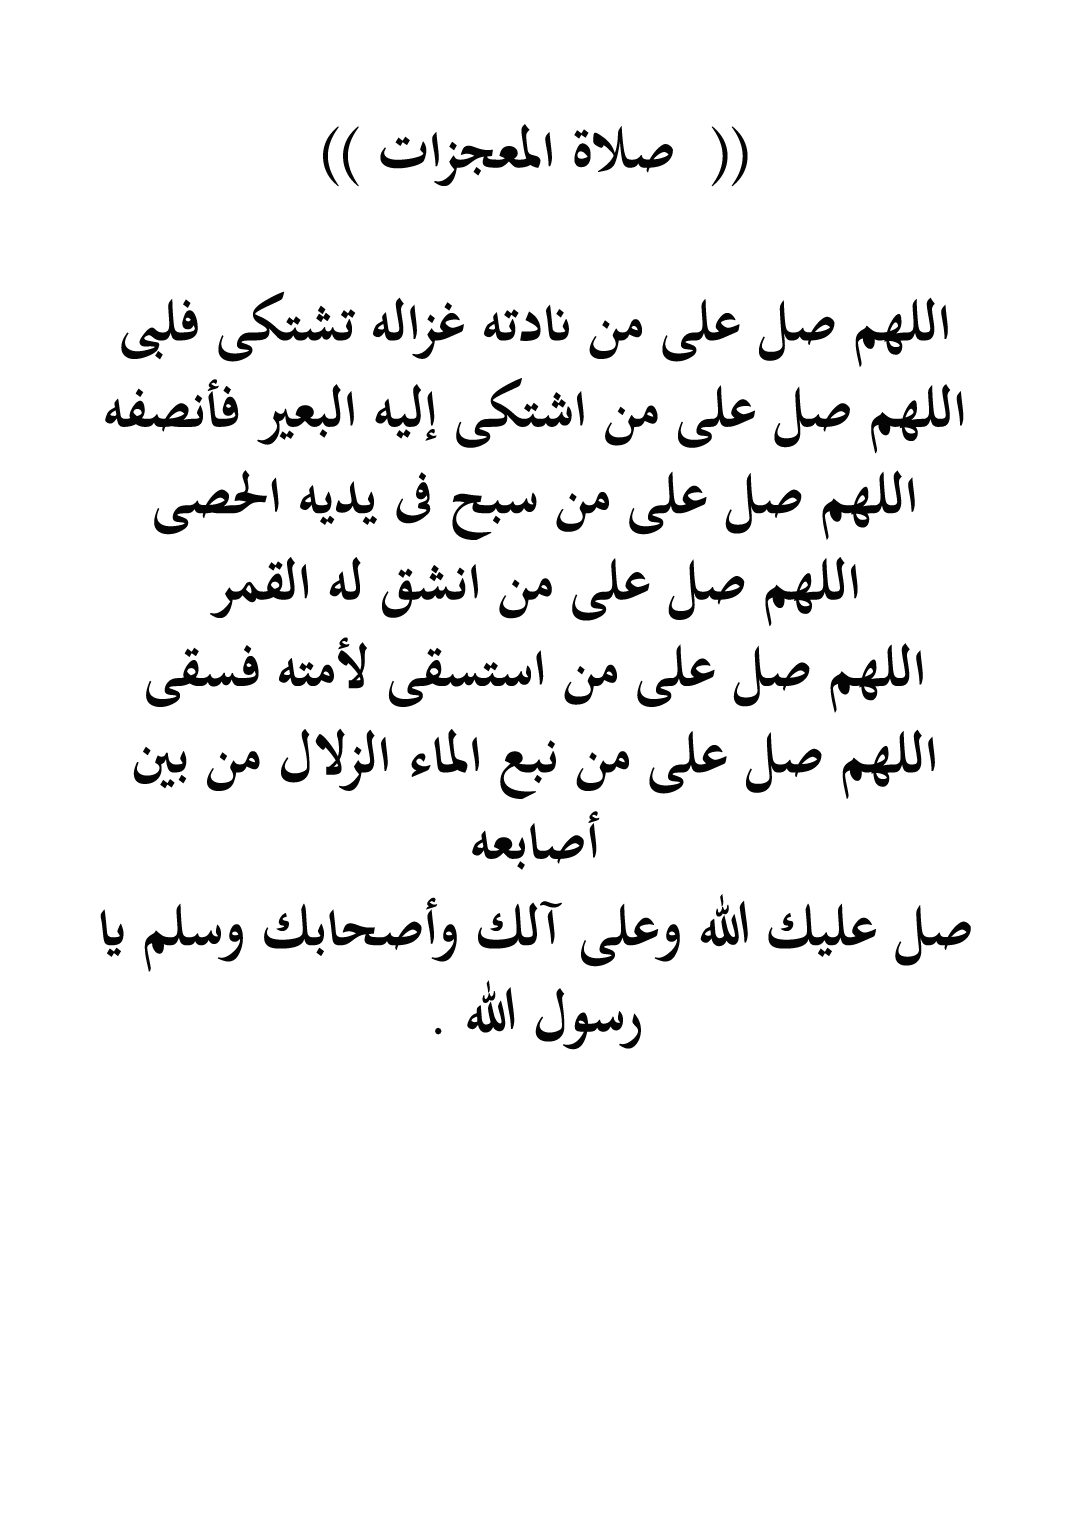 (( صلاة المعجزات ))
اللهم صل على من نادته غزاله تشتكى فلبى
اللهم صل على من اشتكى إليه البعير فأنصفه
اللهم صل على من سبح فى يديه الحصى
اللهم صل على من انشق له القمر
اللهم صل على من استسقى لأمته فسقى
اللهم صل على من نبع الماء الزلال من بين
أصابعه
صل عليك الله وعلى آلك وأصحابك وسلم يا
رسول الله .